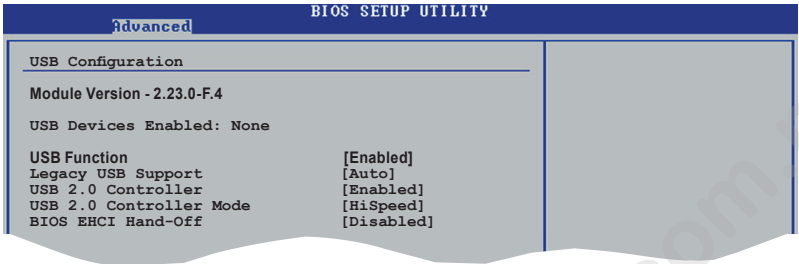 BIOS SETUP UTILITY
Advanced
USB Configuration
Module Version - 2.23.0-F.4
USB Devices Enabled: None
USB Function [Enabled]
Legacy USB Support [Auto]
USB 2.0 Controller [Enabled]
USB 2.0 Controller Mode [HiSpeed]
BIOS EHCI Hand-Off [Disabled]